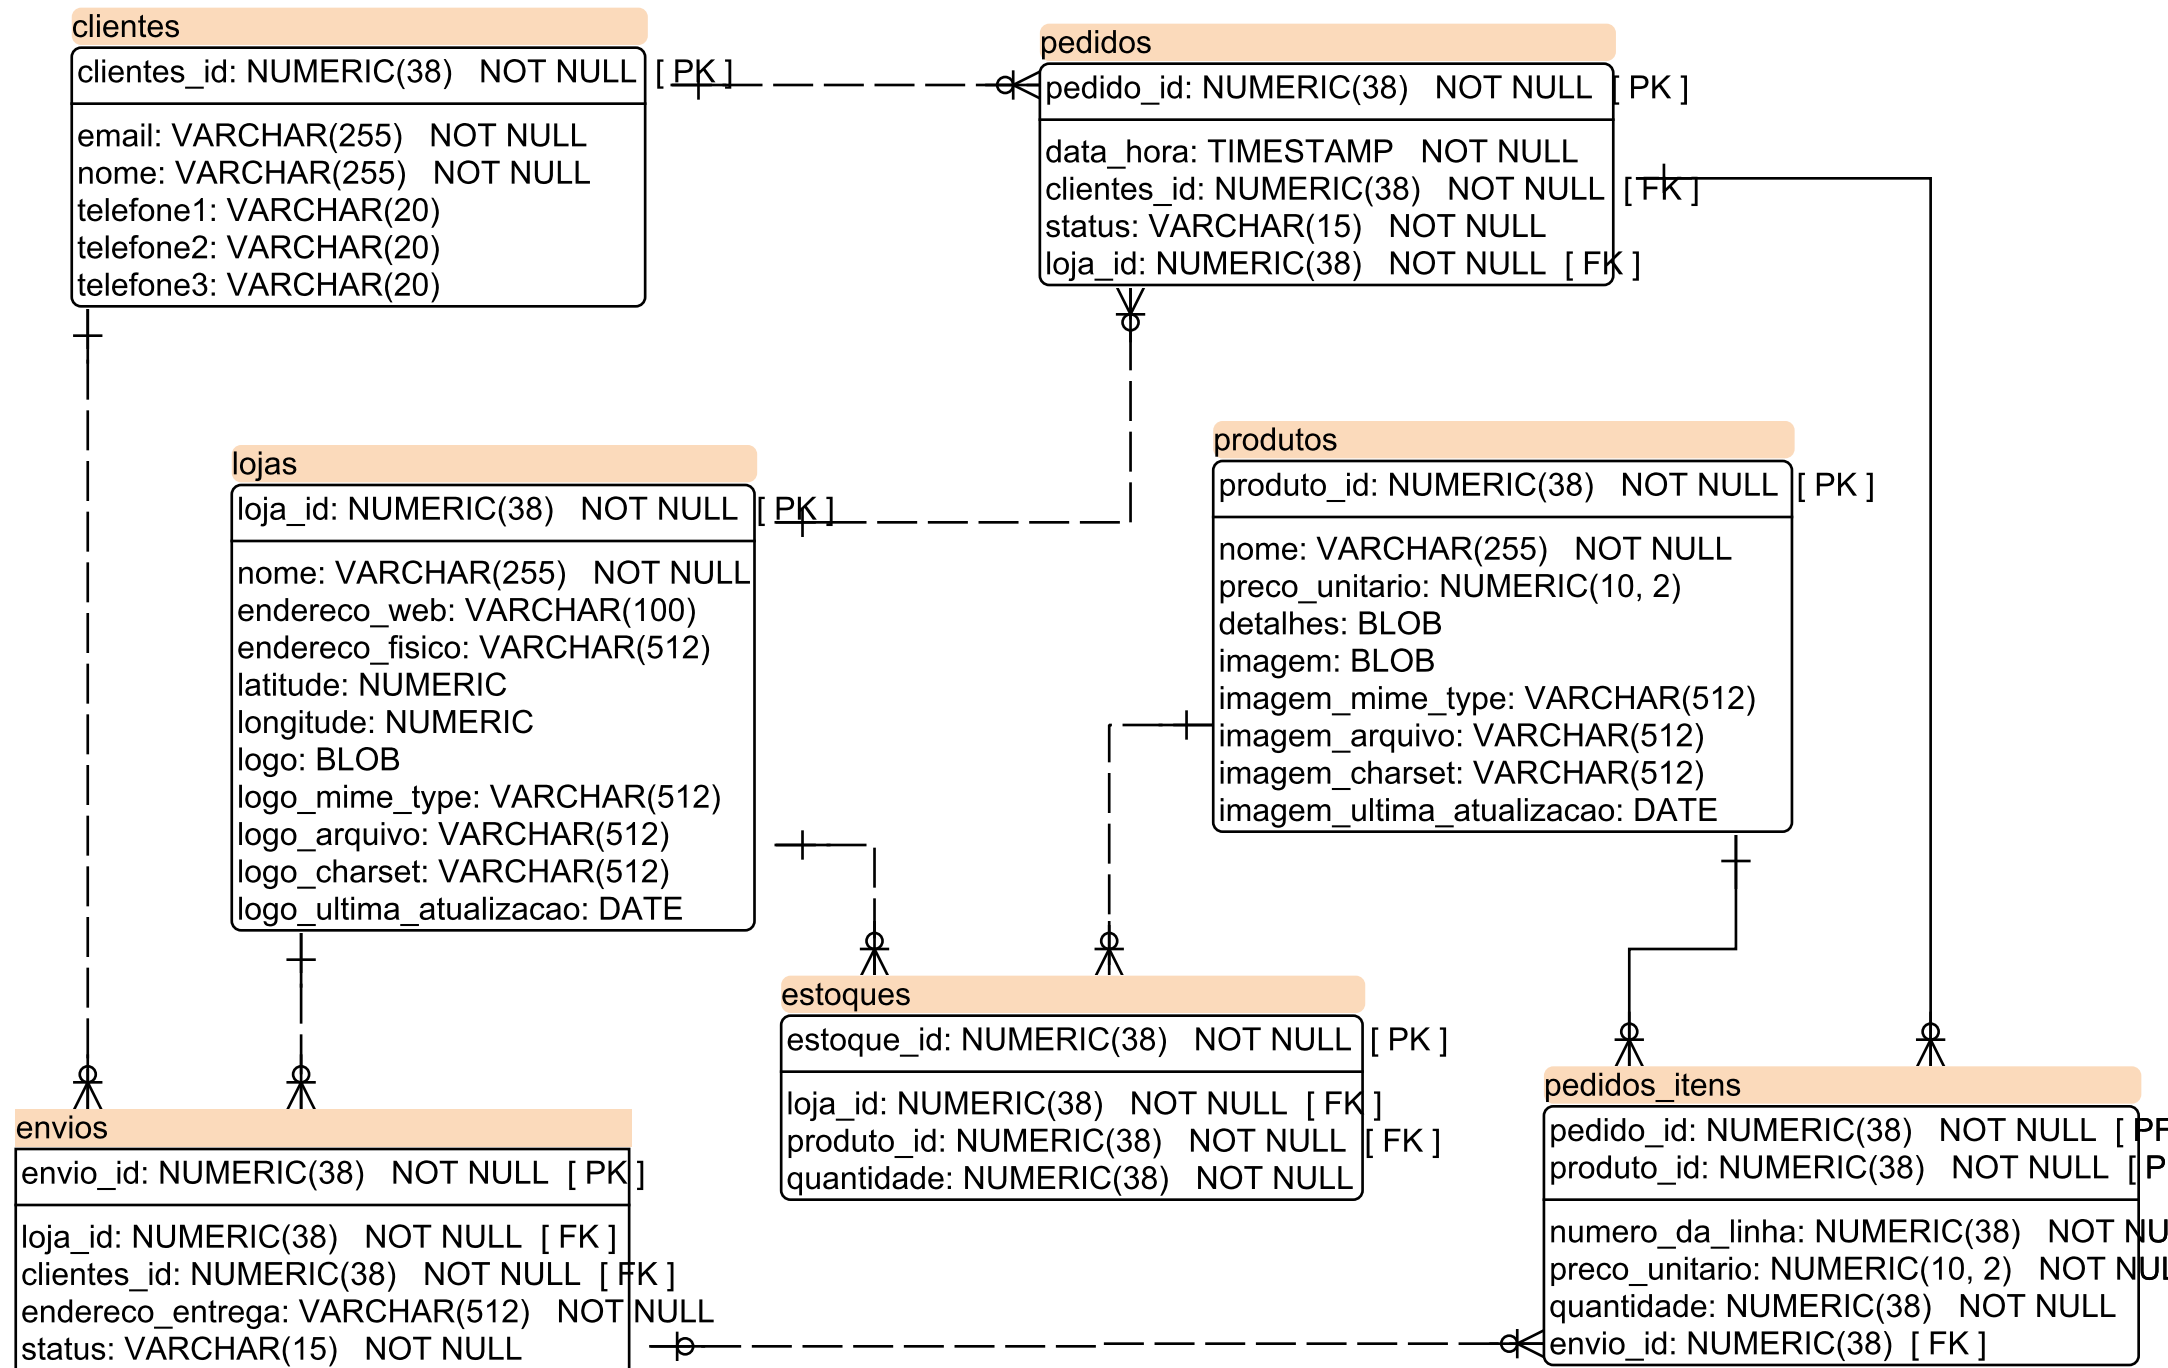 clientes
clientes_id: NUMERIC(38) NOT NULL [ PK ]
email: VARCHAR(255) NOT NULL
nome: VARCHAR(255) NOT NULL
telefone1: VARCHAR(20)
telefone2: VARCHAR(20)
telefone3: VARCHAR(20)
pedidos
pedido_id: NUMERIC(38) NOT NULL [ PK ]
data_hora: TIMESTAMP NOT NULL
clientes_id: NUMERIC(38) NOT NULL [ FK ]
status: VARCHAR(15) NOT NULL
loja_id: NUMERIC(38) NOT NULL [ FK ]
lojas
loja_id: NUMERIC(38) NOT NULL [ PK ]
nome: VARCHAR(255) NOT NULL
endereco_web: VARCHAR(100)
endereco_fisico: VARCHAR(512)
latitude: NUMERIC
longitude: NUMERIC
logo: BLOB
logo_mime_type: VARCHAR(512)
logo_arquivo: VARCHAR(512)
logo_charset: VARCHAR(512)
logo_ultima_atualizacao: DATE
produtos
produto_id: NUMERIC(38) NOT NULL [ PK ]
nome: VARCHAR(255) NOT NULL
preco_unitario: NUMERIC(10, 2)
detalhes: BLOB
imagem: BLOB
imagem_mime_type: VARCHAR(512)
imagem_arquivo: VARCHAR(512)
imagem_charset: VARCHAR(512)
imagem_ultima_atualizacao: DATE
estoques
estoque_id: NUMERIC(38) NOT NULL [ PK ]
loja_id: NUMERIC(38) NOT NULL [ FK ]
produto_id: NUMERIC(38) NOT NULL [ FK ]
quantidade: NUMERIC(38) NOT NULL
envios
envio_id: NUMERIC(38) NOT NULL [ PK ]
loja_id: NUMERIC(38) NOT NULL [ FK ]
clientes_id: NUMERIC(38) NOT NULL [ FK ]
endereco_entrega: VARCHAR(512) NOT NULL
status: VARCHAR(15) NOT NULL
pedidos_itens
pedido_id: NUMERIC(38) NOT NULL [
produto_id: NUMERIC(38) NOT NULL [
numero_da_linha: NUMERIC(38) NOT
preco_unitario: NUMERIC(10, 2) NOT
quantidade: NUMERIC(38) NOT NULL
envio_id: NUMERIC(38) [ FK ]